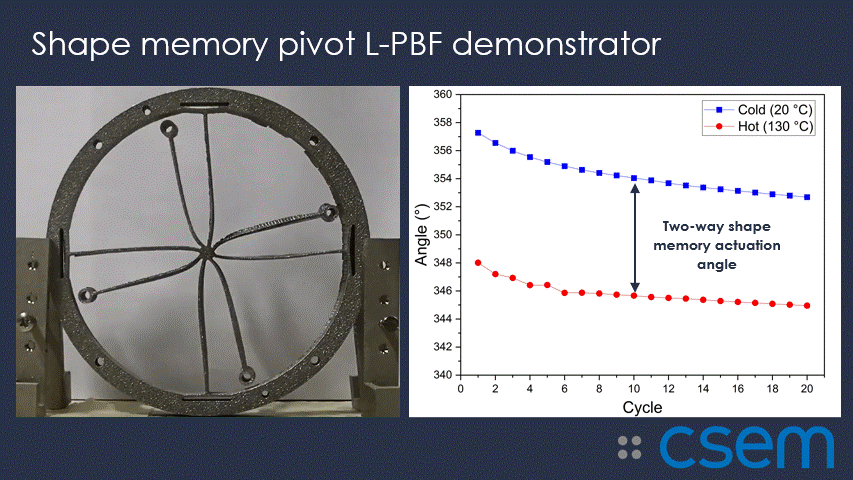 Shape memory pivot L-PBF demonstrator
360
358
356
354
352
350
348
346
344
342
340
Angle (°)
Cold (20 °C)
Hot (130 °C)
Two-way shape
memory actuation
angle
0 2 4 6 8 10 12 14 16 18 20
Cycle
csem